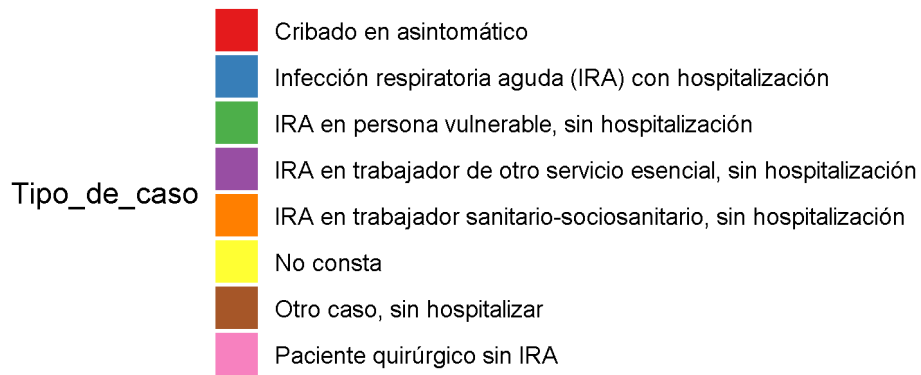 Tipo_de_caso
Cribado en asintomático
Infección respiratoria aguda (IRA) con hospitalización
IRA en persona vulnerable, sin hospitalización
IRA en trabajador de otro servicio esencial, sin hospitalización
IRA en trabajador sanitario-sociosanitario, sin hospitalización
No consta
Otro caso, sin hospitalizar
Paciente quirúrgico sin IRA